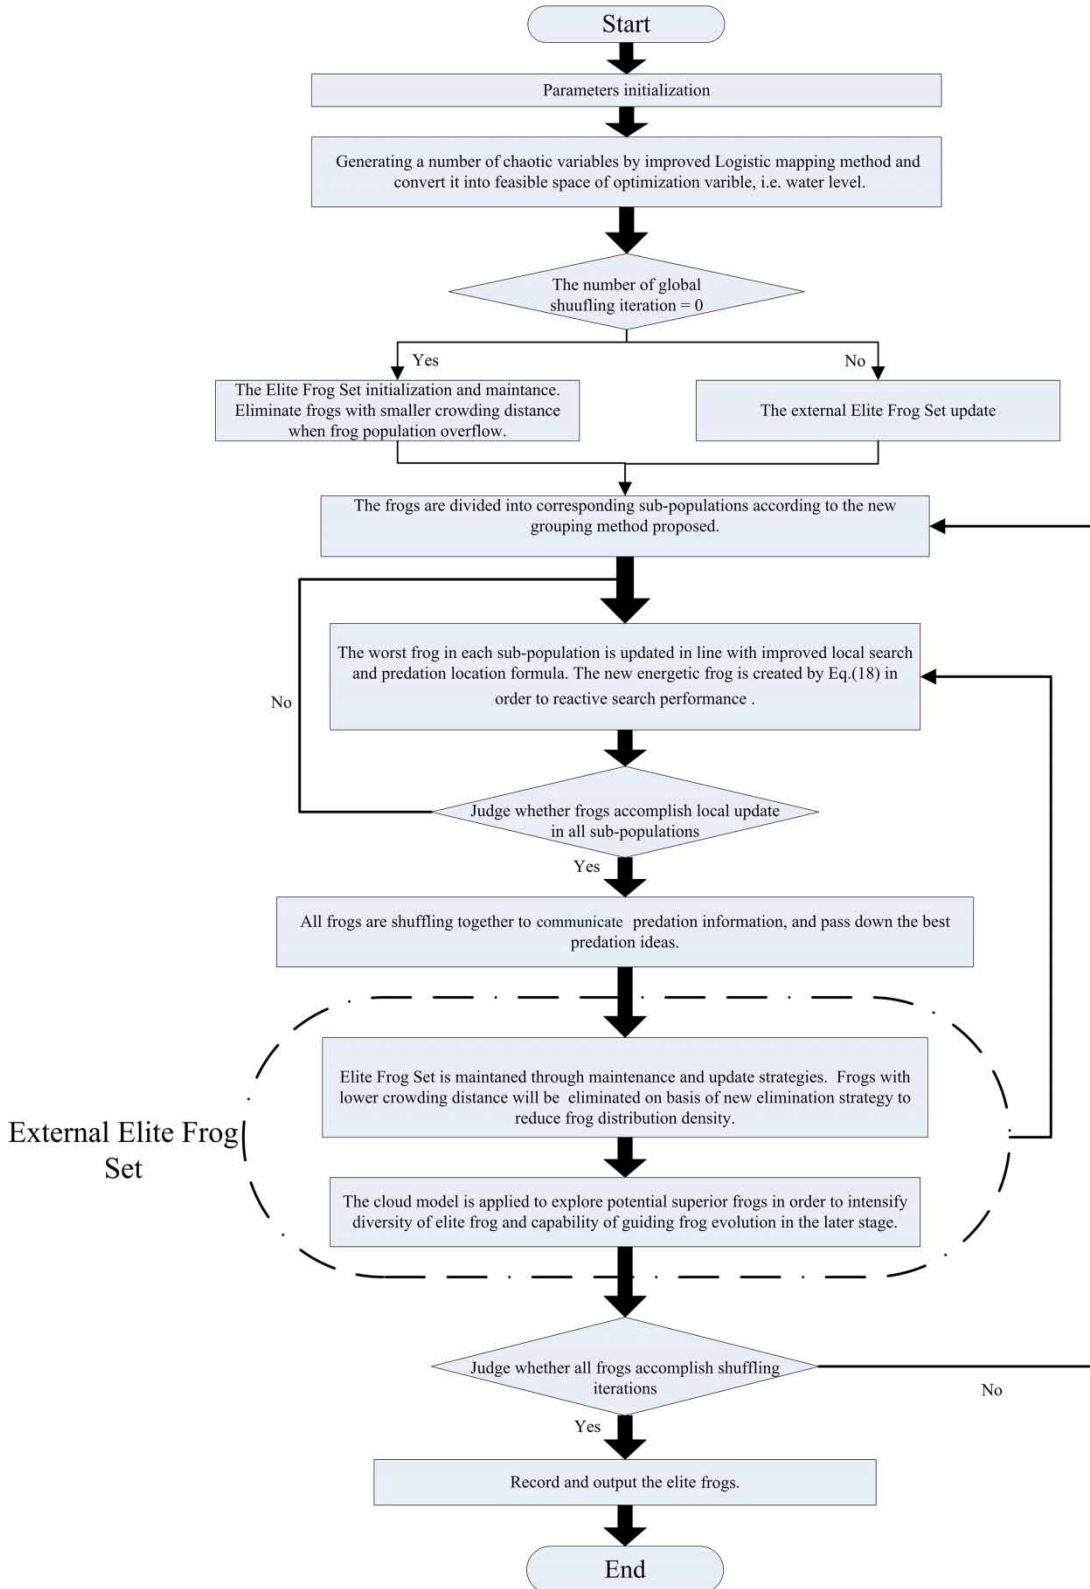 Start
Parameters initialization
Generating a number of chaotic variables by improved Logistic mapping method and
convert it into feasible space of optimization varible, i.e. water level.
The number of global
shuufling iteration = 0
Yes
No
The Elite Frog Set initialization and maintance.
Eliminate frogs with smaller crowding distance
when frog population overflow.
The external Elite Frog Set update
The frogs are divided into corresponding sub-populations according to the new
grouping method proposed.
The worst frog in each sub-population is updated in line with improved local search
and predation location formula. The new energetic frog is created by Eq.(18) in
order to reactive search performance .
No
Judge whether frogs accomplish local update
in all sub-populations
Yes
All frogs are shuffling together to communicate predation information, and pass down the best
predation ideas.
Elite Frog Set is maintaned through maintenance and update strategies. Frogs with
lower crowding distance will be eliminated on basis of new elimination strategy to
reduce frog distribution density.
External Elite Frog
Set
The cloud model is applied to explore potential superior frogs in order to intensify
diversity of elite frog and capability of guiding frog evolution in the later stage.
Judge whether all frogs accomplish shuffling
iterations
No
Yes
Record and output the elite frogs.
End